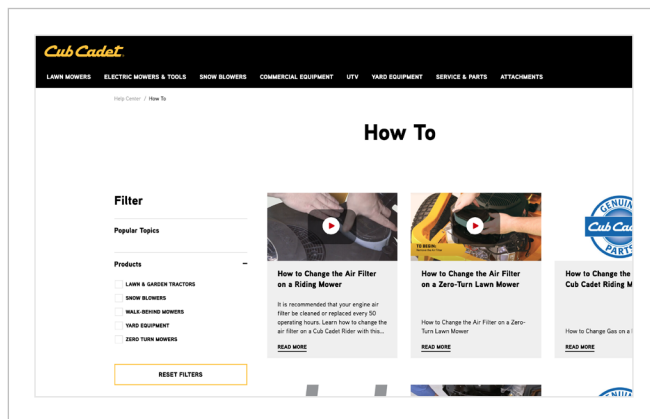 Cub Cadet
LAWN MOWERS ELECTRIC MOWERS & TOOLS SNOW BLOWERS COMMERCIAL EQUIPMENT UTV YARD EQUIPMENT SERVICE & PARTS ATTACHMENTS
Help Center / How To
How To
Filter
Popular Topics
Products
LAWN & GARDEN TRACTORS
SNOW BLOWERS
WALK-BEHIND MOWERS
YARD EQUIPMENT
ZERO TURN MOWERS
RESET FILTERS
How to Change the Air Filter
on a Riding Mower
It is recommended that your engine air
filter be cleaned or replaced every 50
operating hours. Learn how to change the
air filter on a Cub Cadet Rider with this...
READ MORE
TO BEGIN
How to Change the Air Filter
on a Zero-Turn Lawn Mower
How to Change the Air Filter on a Zero-
Turn Lawn Mower
READ MORE
GENUIN
Cub Cad
PARTS
How to Change the
Cub Cadet Riding M
How to Change Gas on a
READ MORE